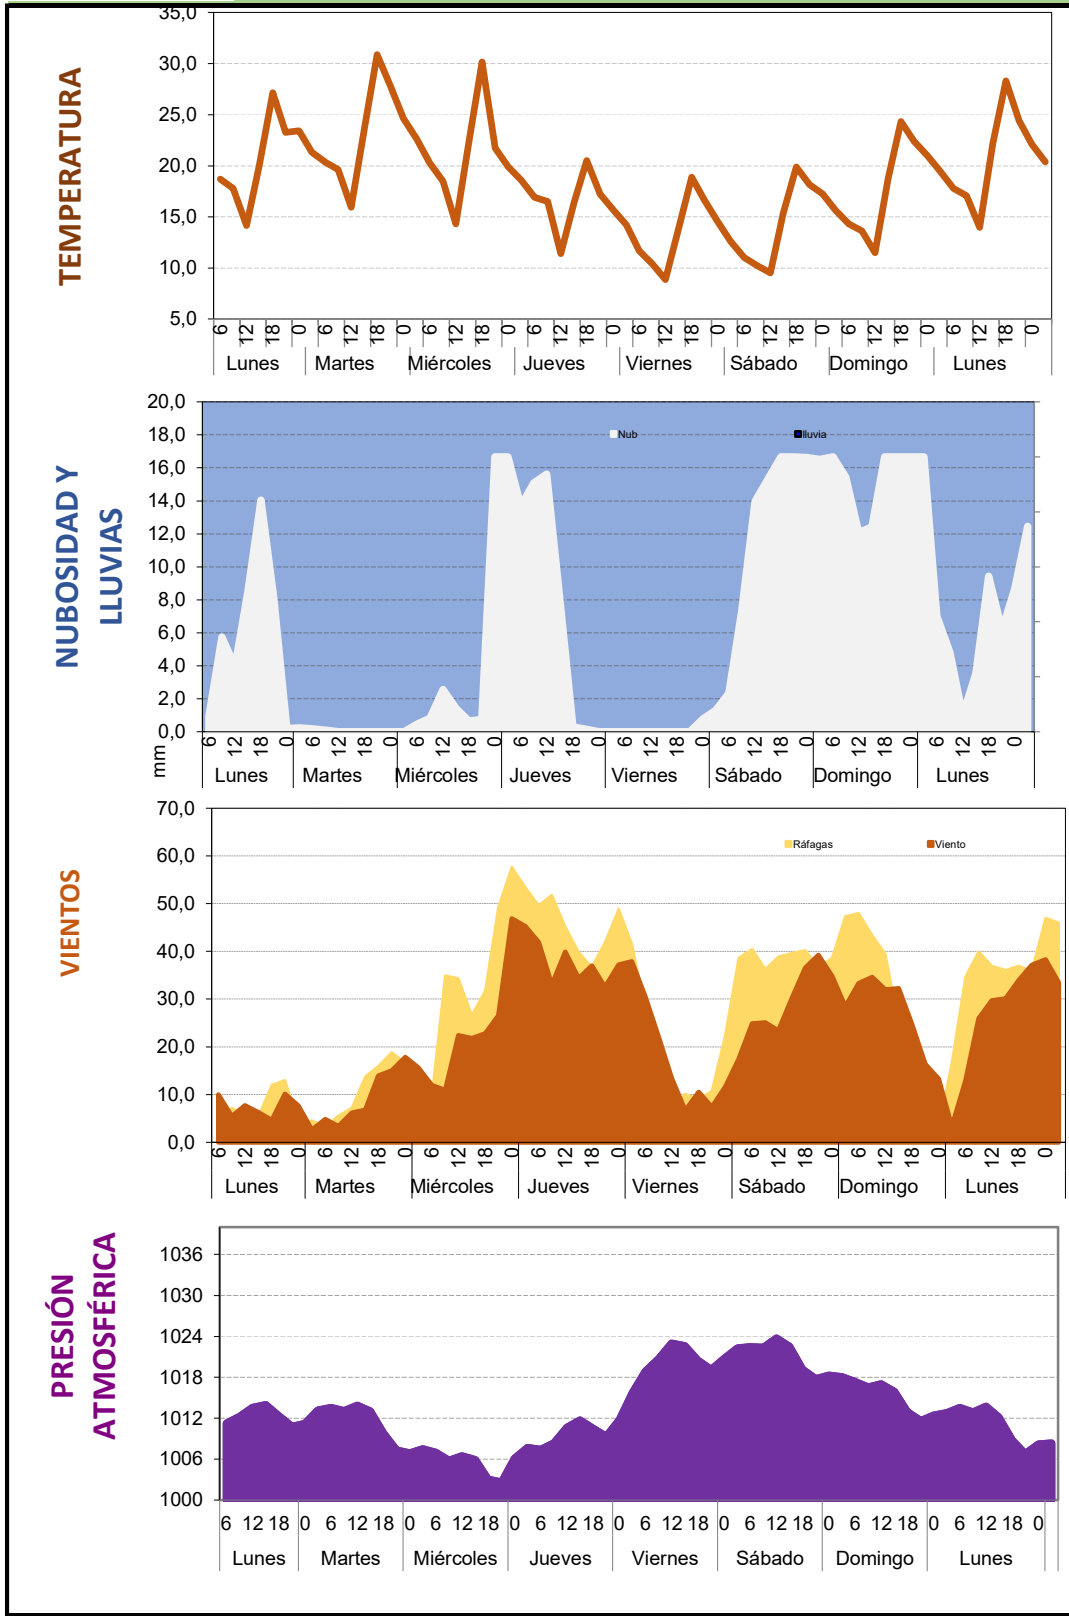 TEMPERATURA
35,0
30,0
25,0
20,0
15,0
10,0
5,0
6 12 18 0 6 12 18 0 6 12 18 0 6 12 18 0 6 12 18 0 6 12 18 0 6 12 18 0 6 12 18 0
Lunes Martes Miércoles Jueves Viernes Sábado Domingo Lunes
NUBOSIDAD Y
LLUVIAS
20,0
18,0
16,0
14,0
12,0
10,0
8,0
6,0
4,0
2,0
0,0
mm
Nub lluvia
6 12 18 0 6 12 18 0 6 12 18 0 6 12 18 0 6 12 18 0 6 12 18 0 6 12 18 0 6 12 18 0
Lunes Martes Miércoles Jueves Viernes Sábado Domingo Lunes
VIENTOS
70,0
60,0
50,0
40,0
30,0
20,0
10,0
0,0
Ráfagas Viento
6 12 18 0 6 12 18 0 6 12 18 0 6 12 18 0 6 12 18 0 6 12 18 0 6 12 18 0 6 12 18 0
Lunes Martes Miércoles Jueves Viernes Sábado Domingo Lunes
PRESIÓN
ATMOSFÉRICA
1036
1030
1024
1018
1012
1006
1000
6 12 18 0 6 12 18 0 6 12 18 0 6 12 18 0 6 12 18 0 6 12 18 0 6 12 18 0 6 12 18 0
Lunes Martes Miércoles Jueves Viernes Sábado Domingo Lunes